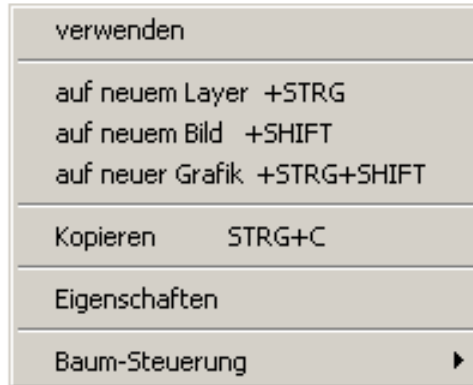 verwenden
auf neuem Layer +STRG
auf neuem Bild +SHIFT
auf neuer Grafik +STRG+SHIFT
Kopieren STRG+C
Eigenschaften
Baum-Steuerung